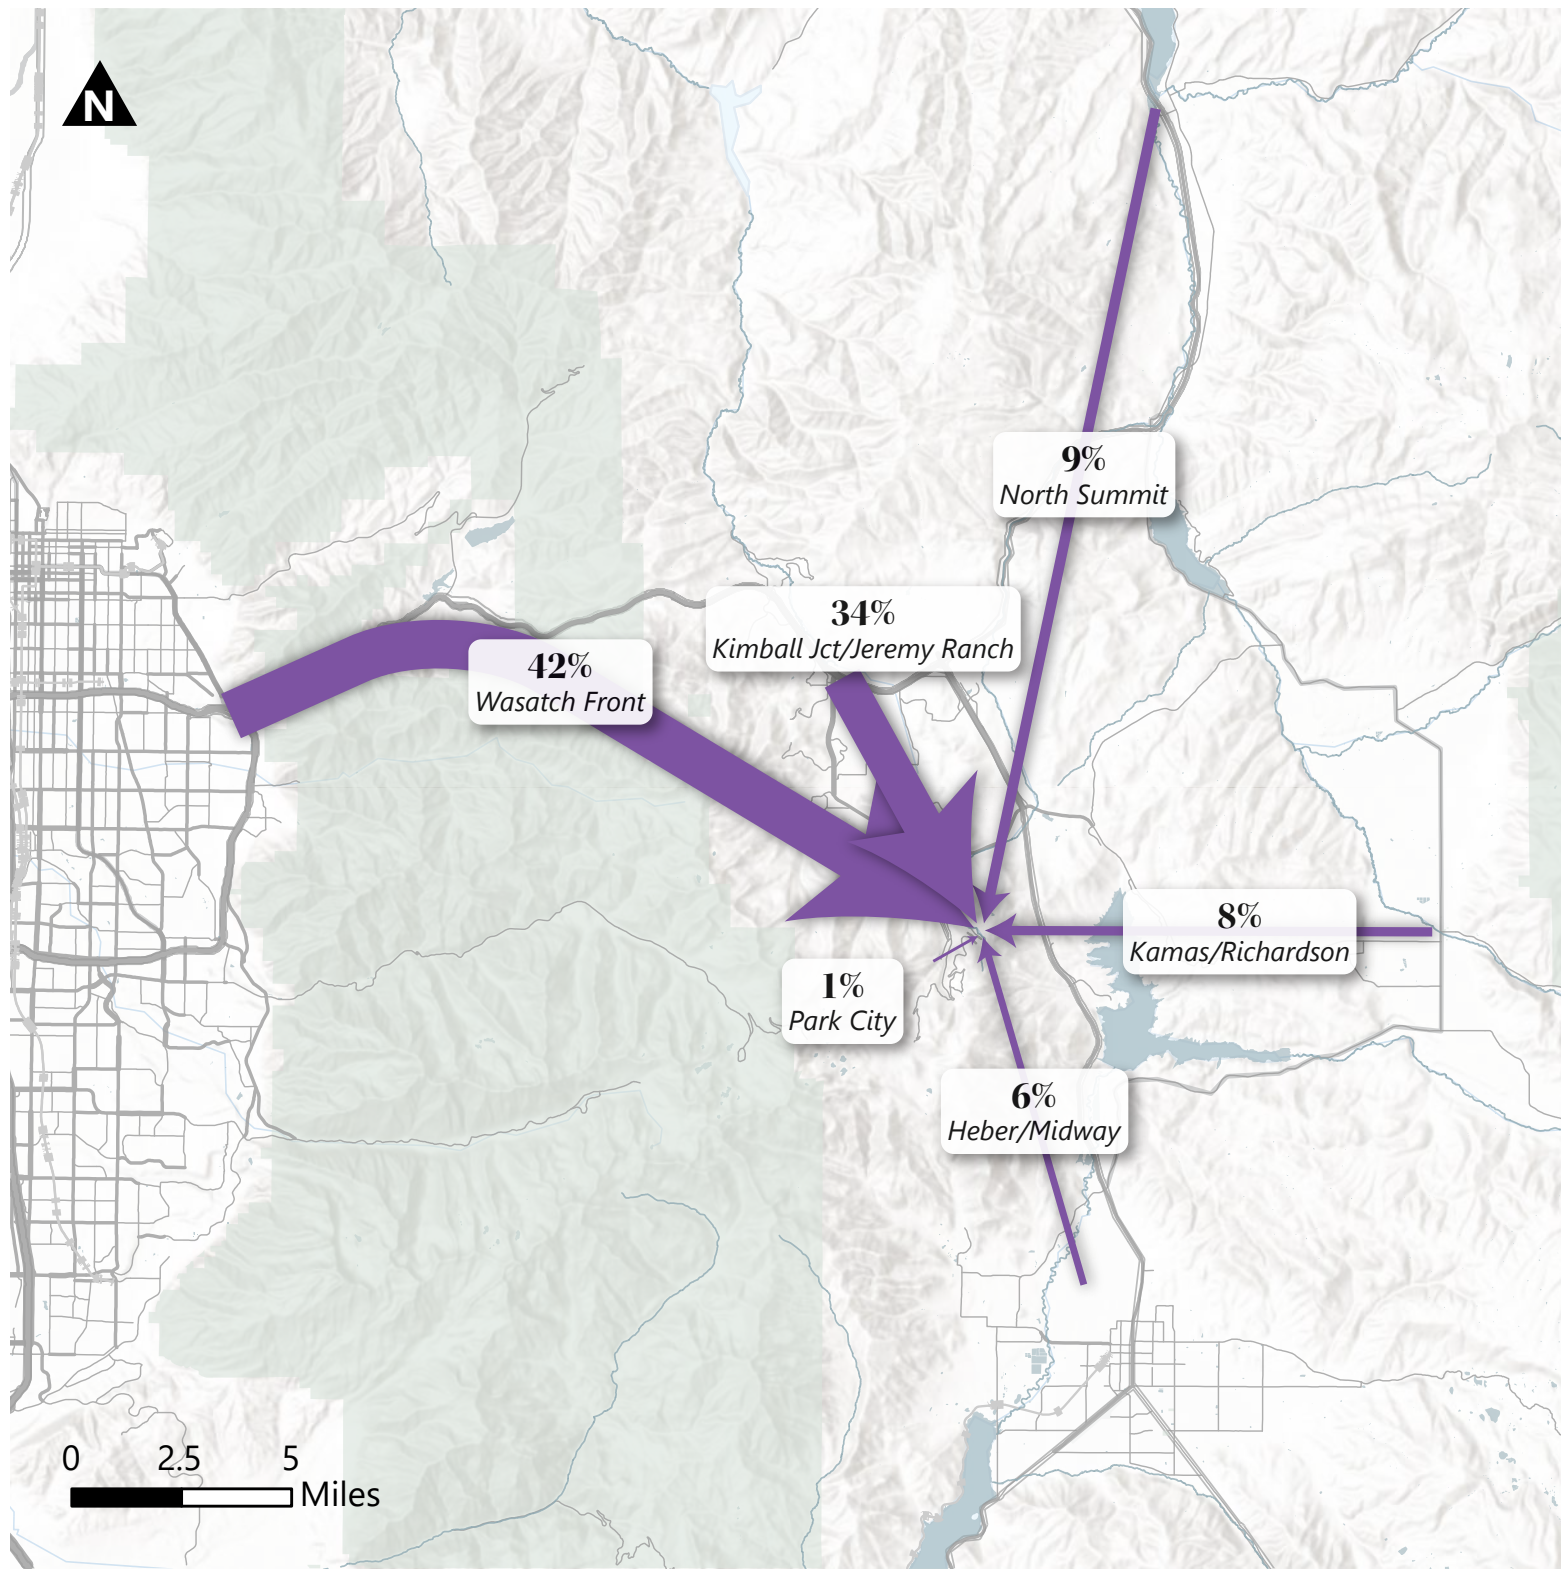 N
9%
North Summit
34%
Kimball Jct/Jeremy Ranch
42%
Wasatch Front
8%
Kamas/Richardson
1%
Park City
6%
Heber/Midway
0 2.5 5
Miles